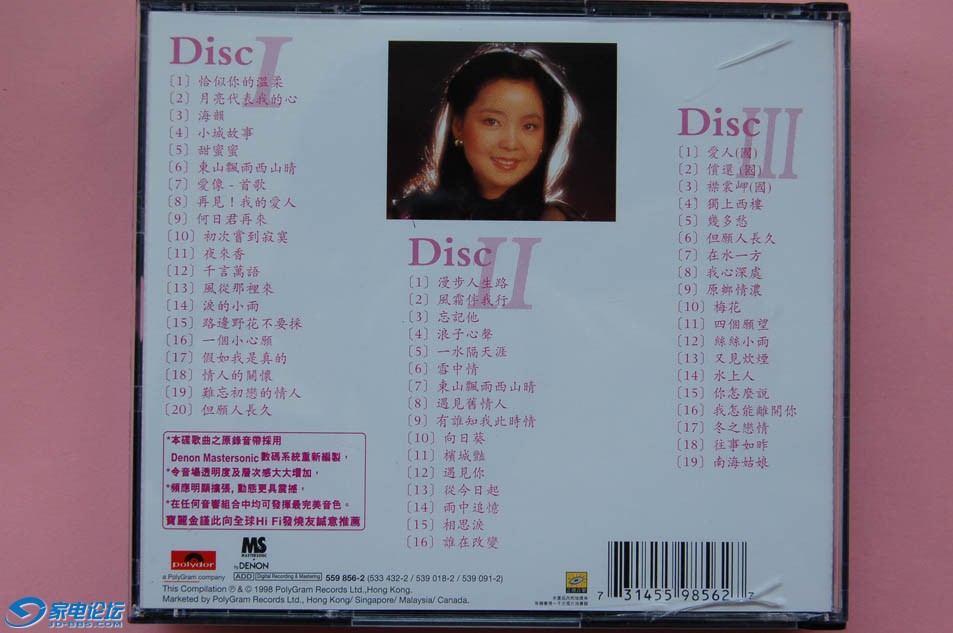 Disc I
〔1〕恰似你的溫柔
〔2〕月亮代表我的心
〔3〕海韻
〔4〕小城故事
〔5〕甜蜜蜜
〔6〕東山飄雨西山晴
〔7〕愛像一首歌
〔8〕再見！我的愛人
〔9〕何日君再來
〔10〕初次嘗到寂寞
〔11〕夜來香
〔12〕千言萬語
〔13〕風從那裡來
〔14〕淚的小雨
〔15〕路邊野花不要採
〔16〕一個小心願
〔17〕假如我是真的
〔18〕情人的關懷
〔19〕難忘初戀的情人
〔20〕但願人長久
*本碟歌曲之原錄音帶採用
Denon Mastersonic 數碼系統重新編製，
*令音場透明度及層次感大大增加，
*頻應明顯擴張，動態更具震撼，
*在任何音響組合中均可發揮最完美音色。
寶麗金謹此向全球Hi Fi發燒友誠意推薦
Disc II
〔1〕漫步人生路
〔2〕風霜伴我行
〔3〕忘記他
〔4〕浪子心聲
〔5〕一水隔天涯
〔6〕雪中情
〔7〕東山飄雨西山晴
〔8〕遇見舊情人
〔9〕有誰知我此時情
〔10〕向日葵
〔11〕檳城艷
〔12〕遇見你
〔13〕從今日起
〔14〕雨中追憶
〔15〕相思淚
〔16〕誰在改變
Disc III
〔1〕愛人(國)
〔2〕償還(國)
〔3〕襟裳岬(國)
〔4〕獨上西樓
〔5〕幾多愁
〔6〕但願人長久
〔7〕在水一方
〔8〕我心深處
〔9〕原鄉情濃
〔10〕梅花
〔11〕四個願望
〔12〕絲絲小雨
〔13〕又見炊煙
〔14〕水上人
〔15〕你怎麼說
〔16〕我怎能離開你
〔17〕冬之戀情
〔18〕往事如昨
〔19〕南海姑娘
polydor
a PolyGram company
MS
MASTERSONIC
by DENON
ADD Digital Recording & Mastering 559 856-2 (533 432-2 / 539 018-2 / 539 091-2)
This Compilation ℗ & © 1998 PolyGram Records Ltd.,Hong Kong.
Marketed by PolyGram Records Ltd., Hong Kong/ Singapore/ Malaysia/ Canada.
7 31455 98562 7
家电论坛
JD-BBS.COM